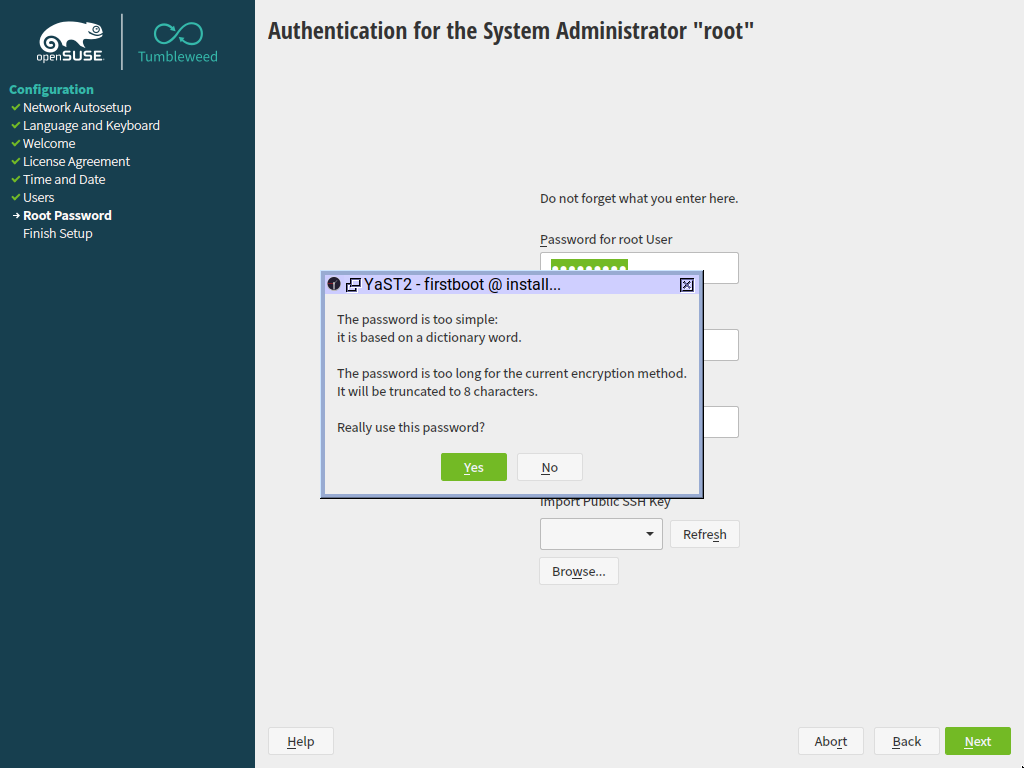 openSUSE
Tumbleweed
Configuration
Network Autosetup
Language and Keyboard
Welcome
License Agreement
Time and Date
Users
Root Password
Finish Setup
Authentication for the System Administrator "root"
Do not forget what you enter here.
Password for root User
YaST2 - firstboot @ install...
The password is too simple:
it is based on a dictionary word.
The password is too long for the current encryption method.
It will be truncated to 8 characters.
Really use this password?
Yes
No
Import Public SSH Key
Refresh
Browse...
Help
Abort
Back
Next